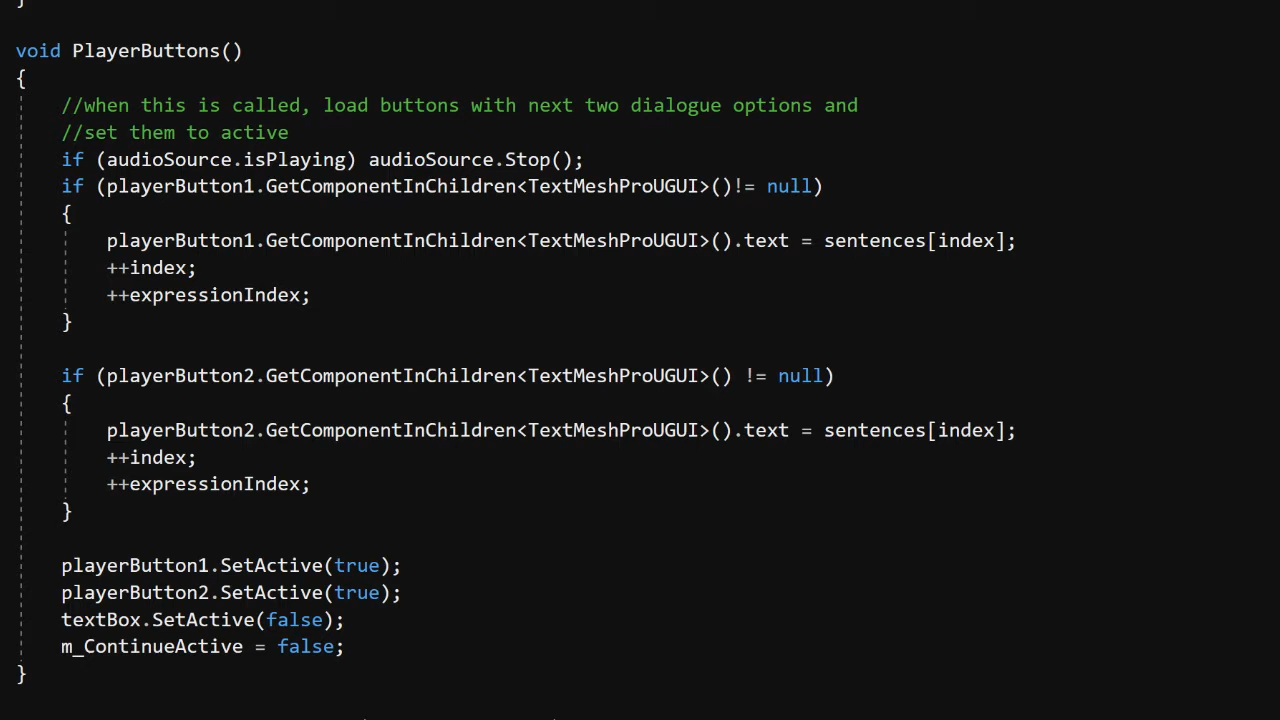 }
void PlayerButtons()
{
//when this is called, load buttons with next two dialogue options and
//set them to active
if (audioSource.isPlaying) audioSource.Stop();
if (playerButton1.GetComponentInChildren<TextMeshProUGUI>()!= null)
{
playerButton1.GetComponentInChildren<TextMeshProUGUI>().text = sentences[index];
++index;
++expressionIndex;
}
if (playerButton2.GetComponentInChildren<TextMeshProUGUI>() != null)
{
playerButton2.GetComponentInChildren<TextMeshProUGUI>().text = sentences[index];
++index;
++expressionIndex;
}
playerButton1.SetActive(true);
playerButton2.SetActive(true);
textBox.SetActive(false);
m_ContinueActive = false;
}